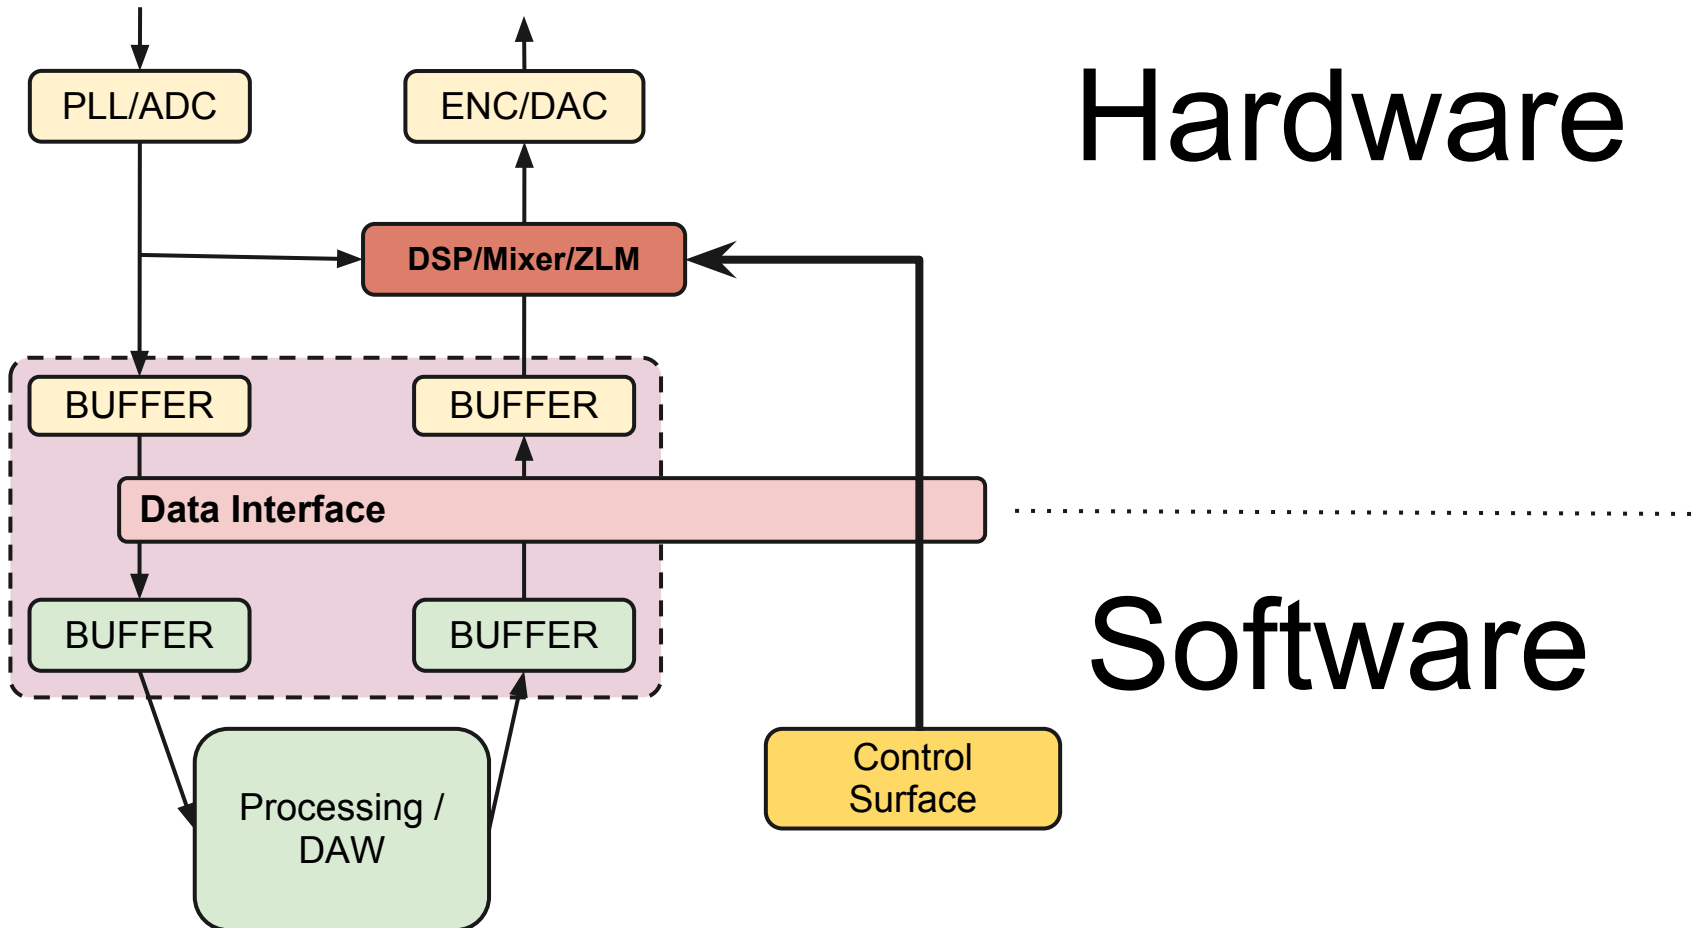 PLL/ADC
ENC/DAC
Hardware
DSP/Mixer/ZLM
BUFFER
BUFFER
Data Interface
BUFFER
BUFFER
Software
Processing /
DAW
Control
Surface